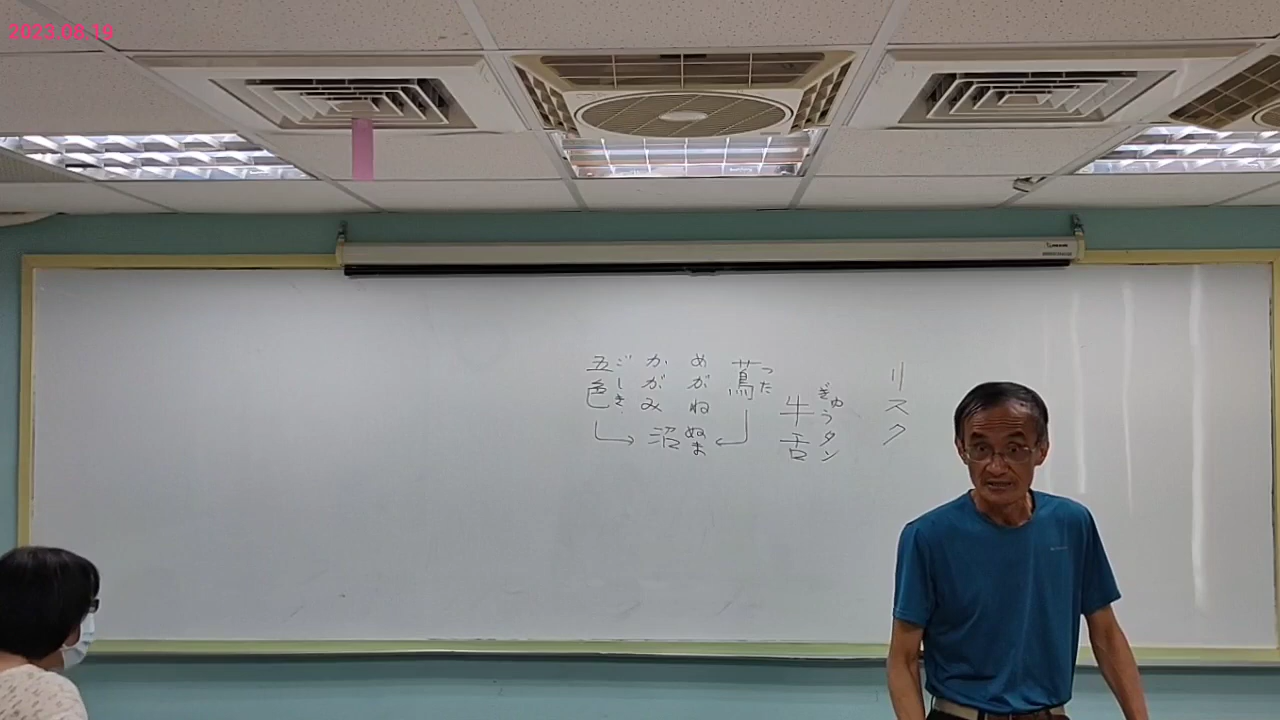 2023.08.19
リスク
牛舌
ぎゅうタン
蔦
つた
めがね
かがみ
五色
ごしき
沼
ぬま